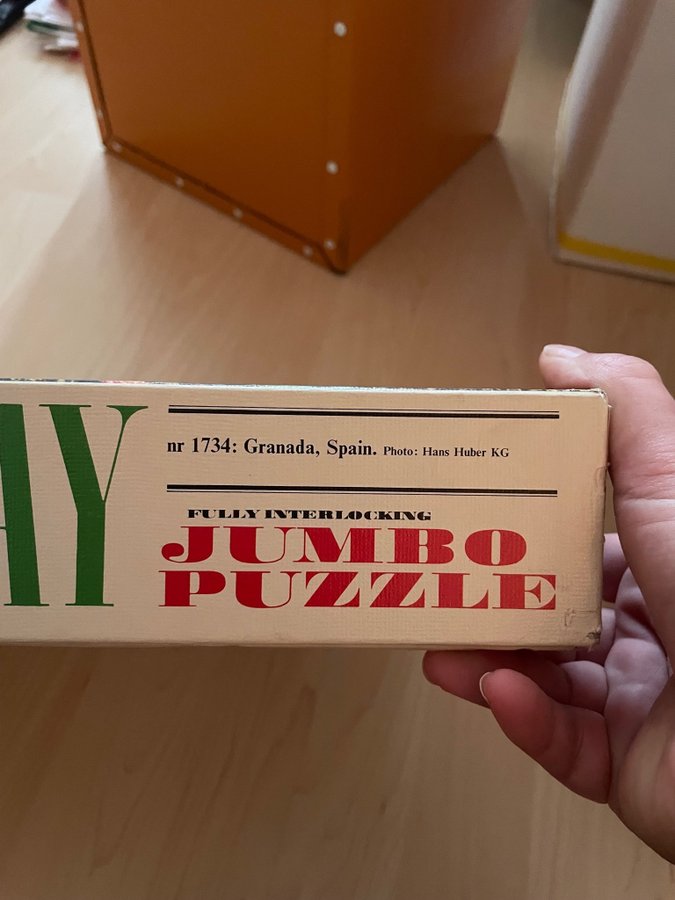 AY
nr 1734: Granada, Spain. Photo: Hans Huber KG
FULLY INTERLOCKING
JUMBO
PUZZLE